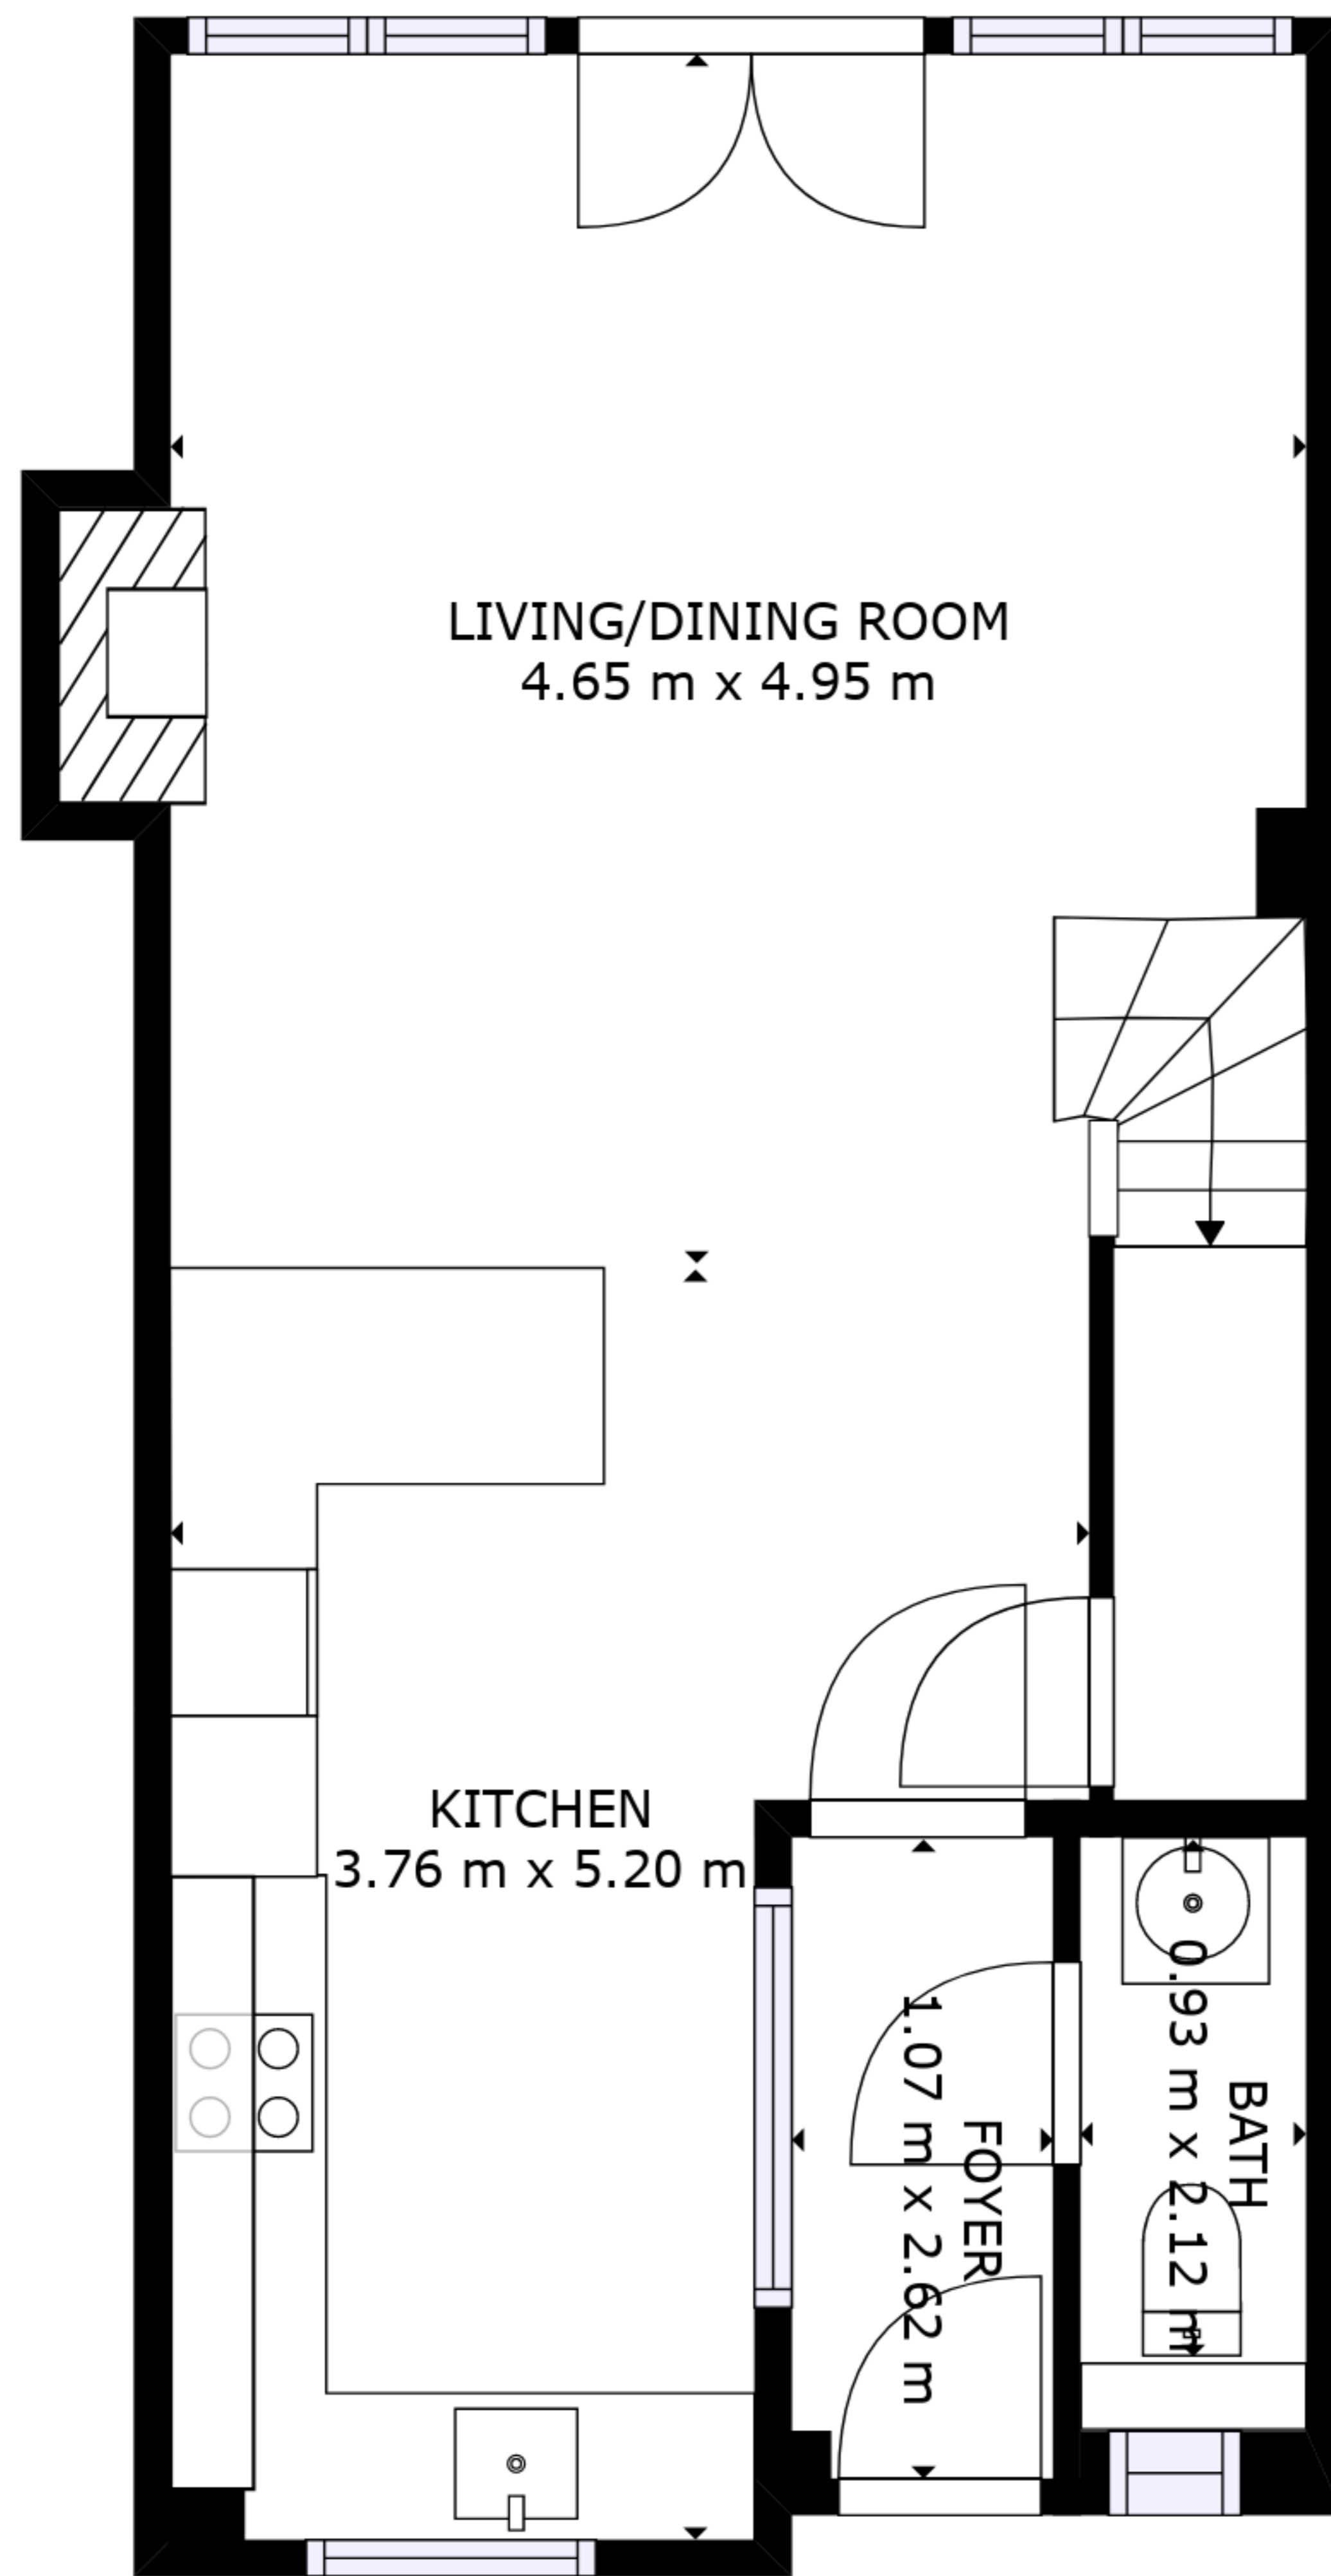 LIVING/DINING ROOM
4.65 m x 4.95 m
KITCHEN
3.76 m x 5.20 m
FOYER
1.07 m x 2.62 m
BATH
0.93 m x 2.12 m